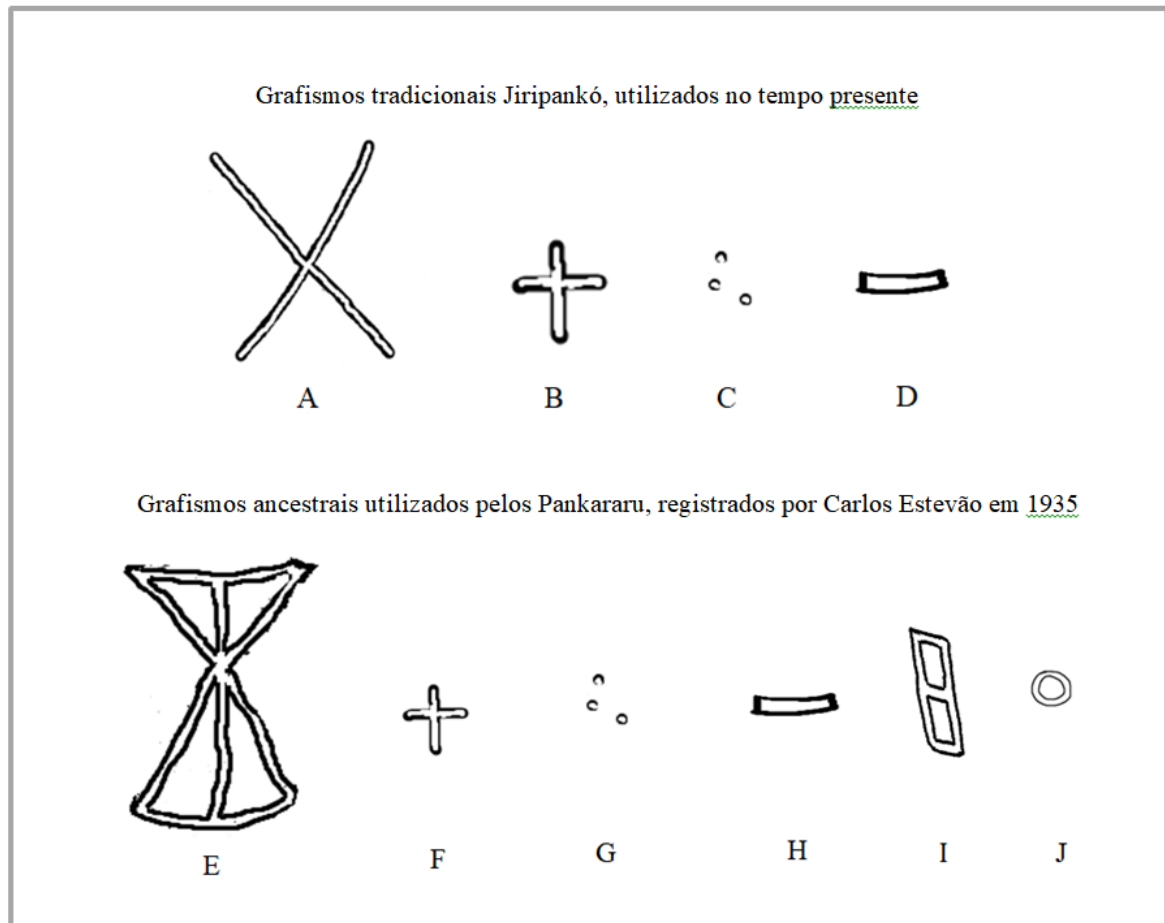 Grafismos tradicionais Jiripankó, utilizados no tempo presente
A B C D
Grafismos ancestrais utilizados pelos Pankararu, registrados por Carlos Estevão em 1935
E F G H I J